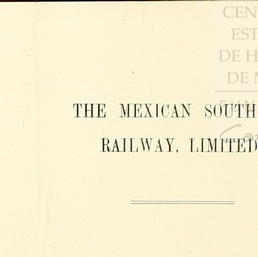 CEN
EST
DE H
DE M
THE MEXICAN SOUTH
RAILWAY, LIMITED